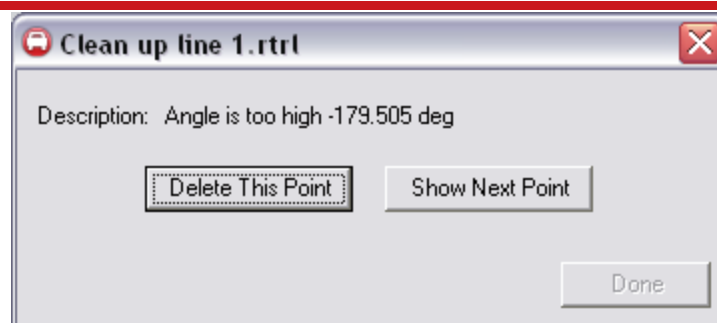 Clean up line 1.rtrl
Description: Angle is too high -179.505 deg
Delete This Point Show Next Point
Done